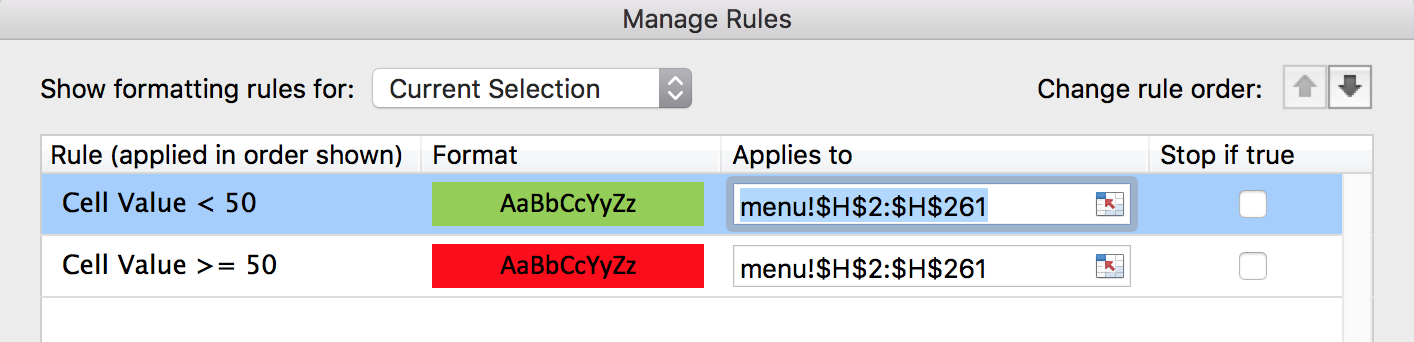 Manage Rules
Show formatting rules for: Current Selection Change rule order:
Rule (applied in order shown) Format Applies to Stop if true
Cell Value < 50 AaBbCcYyZz menu!$H$2:$H$261
Cell Value >= 50 AaBbCcYyZz menu!$H$2:$H$261